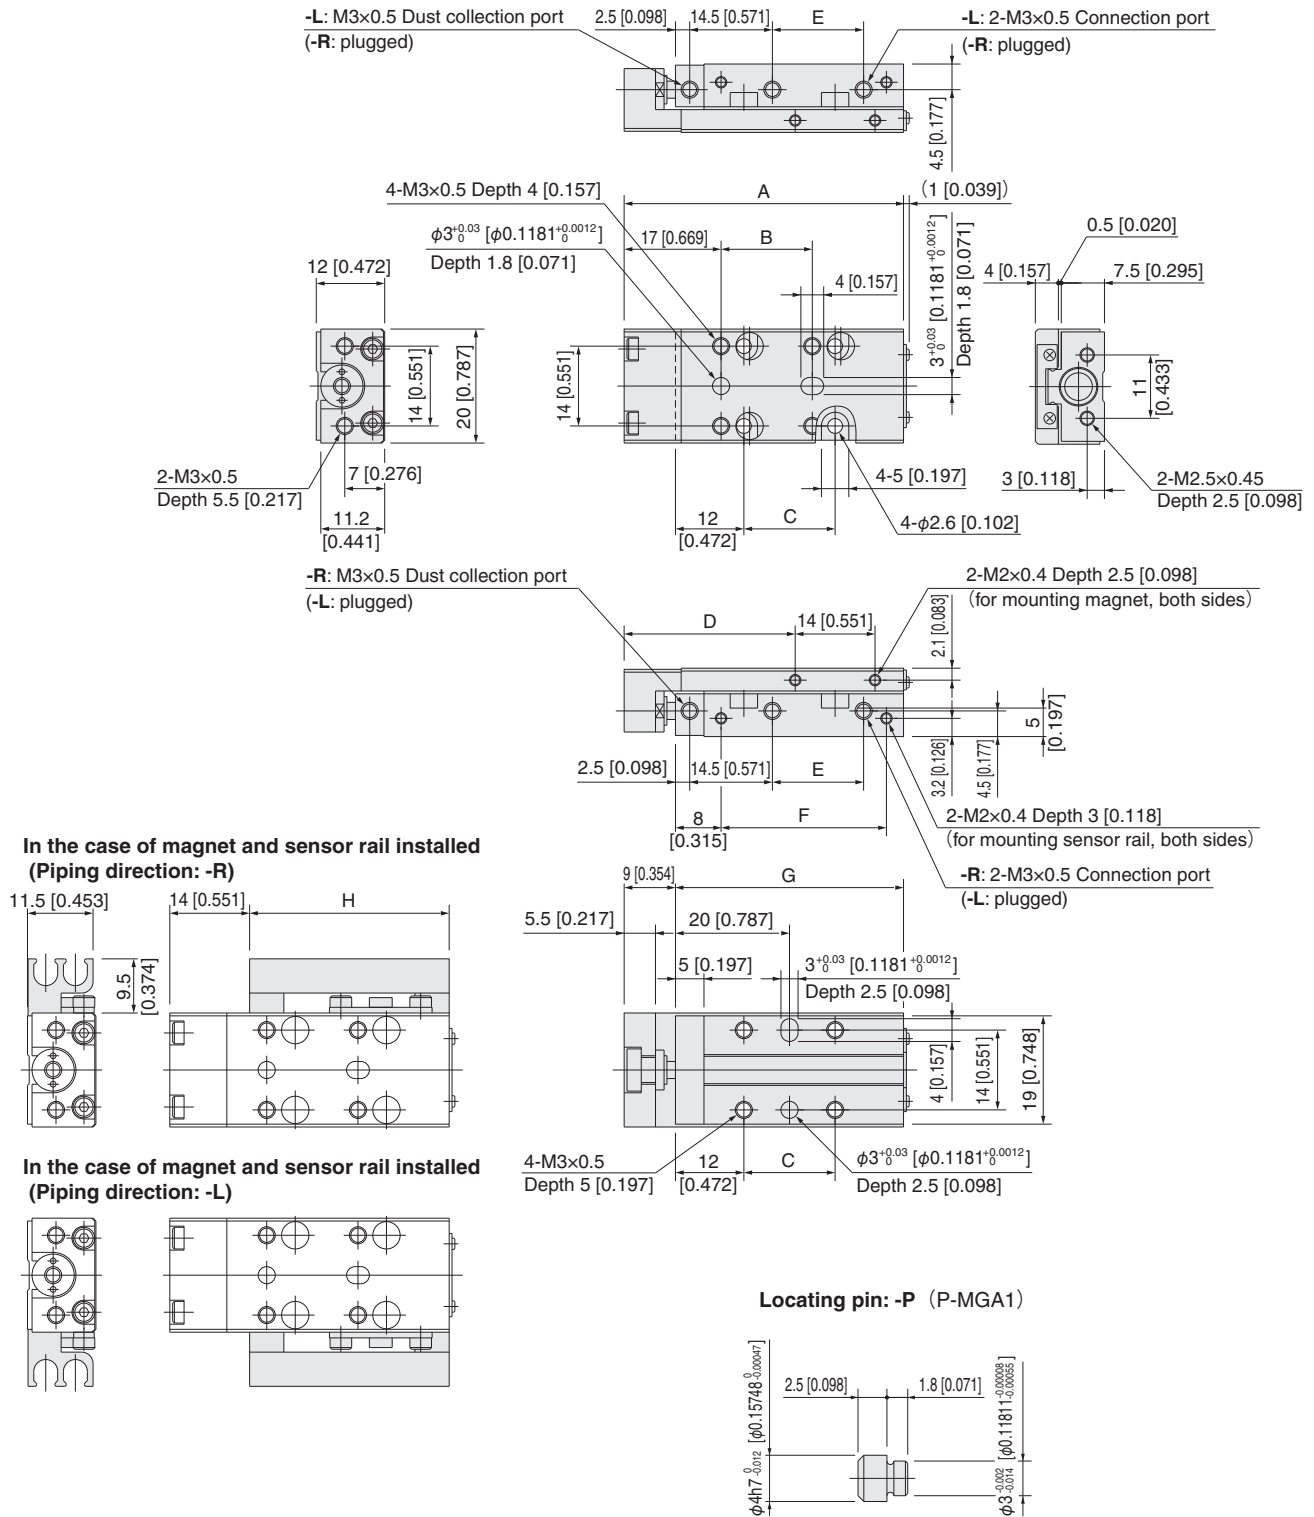 -L: M3×0.5 Dust collection port
(-R: plugged)
2.5 [0.098]
14.5 [0.571]
E
-L: 2-M3×0.5 Connection port
(-R: plugged)
4.5 [0.177]
4-M3×0.5 Depth 4 [0.157]
A
(1 [0.039])
φ3+0.03 0 [φ0.1181+0.0012 0]
Depth 1.8 [0.071]
17 [0.669]
B
4 [0.157]
3+0.03 0 [0.1181+0.0012 0]
Depth 1.8 [0.071]
0.5 [0.020]
4 [0.157]
7.5 [0.295]
12 [0.472]
14 [0.551]
20 [0.787]
14 [0.551]
11
[0.433]
2-M3×0.5
Depth 5.5 [0.217]
7 [0.276]
11.2
[0.441]
12
[0.472]
C
4-5 [0.197]
4-φ2.6 [0.102]
3 [0.118]
2-M2.5×0.45
Depth 2.5 [0.098]
-R: M3×0.5 Dust collection port
(-L: plugged)
2-M2×0.4 Depth 2.5 [0.098]
(for mounting magnet, both sides)
D
14 [0.551]
2.1 [0.083]
2.5 [0.098]
14.5 [0.571]
E
3.2 [0.126]
4.5 [0.177]
5
[0.197]
8
[0.315]
F
2-M2×0.4 Depth 3 [0.118]
(for mounting sensor rail, both sides)
-R: 2-M3×0.5 Connection port
(-L: plugged)
In the case of magnet and sensor rail installed
(Piping direction: -R)
11.5 [0.453]
14 [0.551]
H
9.5
[0.374]
9 [0.354]
G
5.5 [0.217]
20 [0.787]
5 [0.197]
3+0.03 0 [0.1181+0.0012 0]
Depth 2.5 [0.098]
4 [0.157]
14 [0.551]
19 [0.748]
4-M3×0.5
Depth 5 [0.197]
12
[0.472]
C
φ3+0.03 0 [φ0.1181+0.0012 0]
Depth 2.5 [0.098]
In the case of magnet and sensor rail installed
(Piping direction: -L)
Locating pin: -P (P-MGA1)
2.5 [0.098]
1.8 [0.071]
φ4h7 0 -0.012 [φ0.15748 0 -0.00047]
φ3 -0.002 -0.014 [φ0.11811 -0.00008 -0.00055]